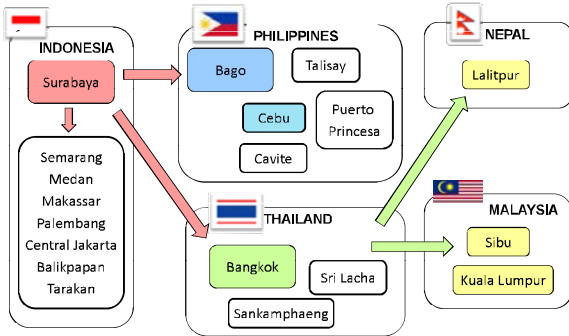 INDONESIA
Surabaya
Semarang
Medan
Makassar
Palembang
Central Jakarta
Balikpapan
Tarakan
PHILIPPINES
Bago
Talisay
Cebu
Puerto
Princesa
Cavite
THAILAND
Bangkok
Sri Lacha
Sankamphaeng
NEPAL
Lalitpur
MALAYSIA
Sibu
Kuala Lumpur